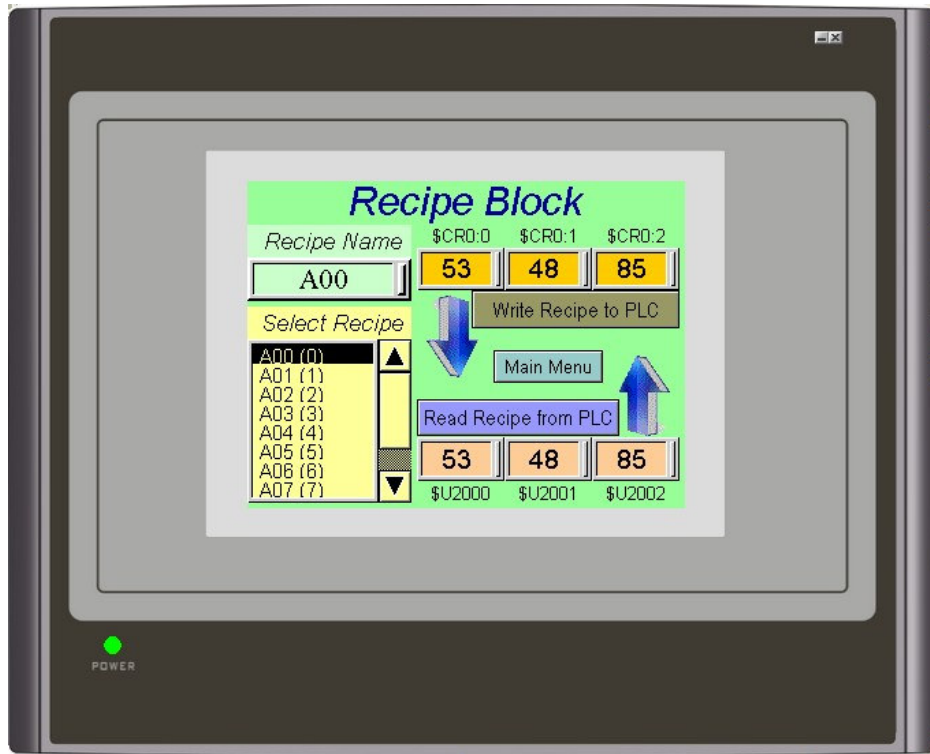 Recipe Block
Recipe Name
A00
$CR0:0 $CR0:1 $CR0:2
53 48 85
Write Recipe to PLC
Select Recipe
A00 (0)
A01 (1)
A02 (2)
A03 (3)
A04 (4)
A05 (5)
A06 (6)
A07 (7)
Main Menu
Read Recipe from PLC
53 48 85
$U2000 $U2001 $U2002
POWER